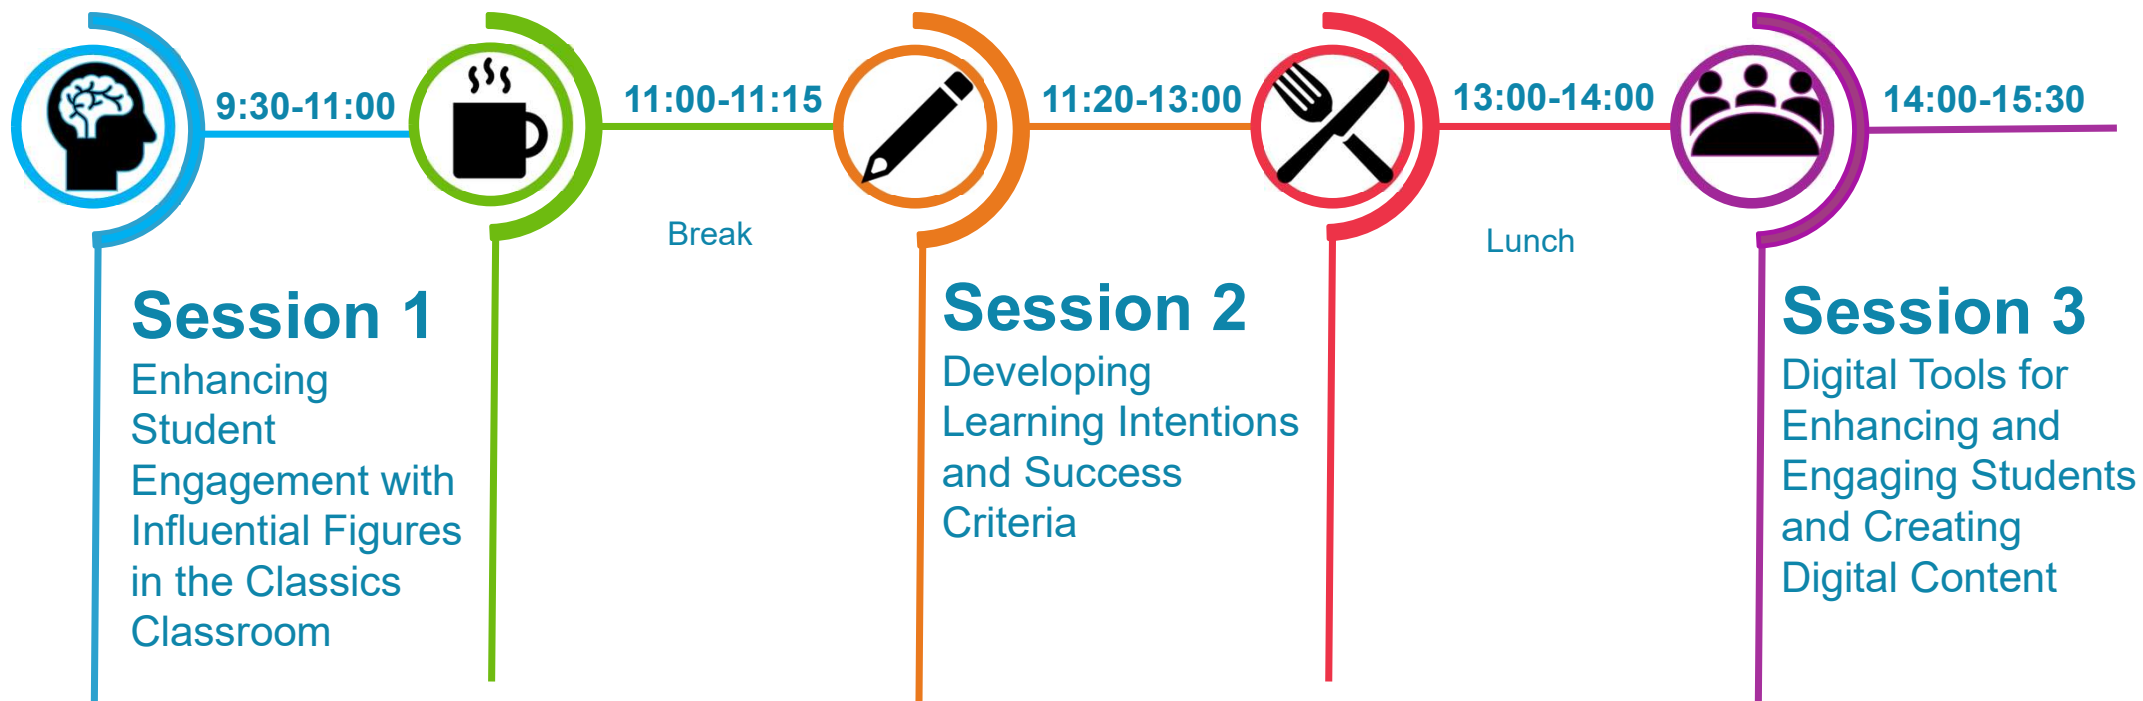 9:30-11:00
Session 1
Enhancing
Student
Engagement with
Influential Figures
in the Classics
Classroom
11:00-11:15
Break
11:20-13:00
Session 2
Developing
Learning Intentions
and Success
Criteria
13:00-14:00
Lunch
14:00-15:30
Session 3
Digital Tools for
Enhancing and
Engaging Students
and Creating
Digital Content